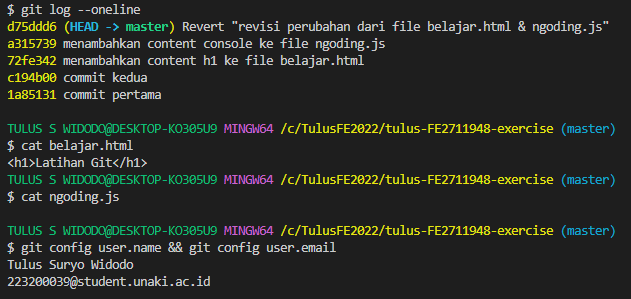 $ git log --oneline
d75ddd6 (HEAD -> master) Revert "revisi perubahan dari file belajar.html & ngoding.js"
a315739 menambahkan content console ke file ngoding.js
72fe342 menambahkan content h1 ke file belajar.html
c194b00 commit kedua
1a85131 commit pertama
TULUS S WIDODO@DESKTOP-KO305U9 MINGW64 /c/TulusFE2022/tulus-FE2711948-exercise (master)
$ cat belajar.html
<h1>Latihan Git</h1>
TULUS S WIDODO@DESKTOP-KO305U9 MINGW64 /c/TulusFE2022/tulus-FE2711948-exercise (master)
$ cat ngoding.js
TULUS S WIDODO@DESKTOP-KO305U9 MINGW64 /c/TulusFE2022/tulus-FE2711948-exercise (master)
$ git config user.name && git config user.email
Tulus Suryo Widodo
223200039@student.unaki.ac.id